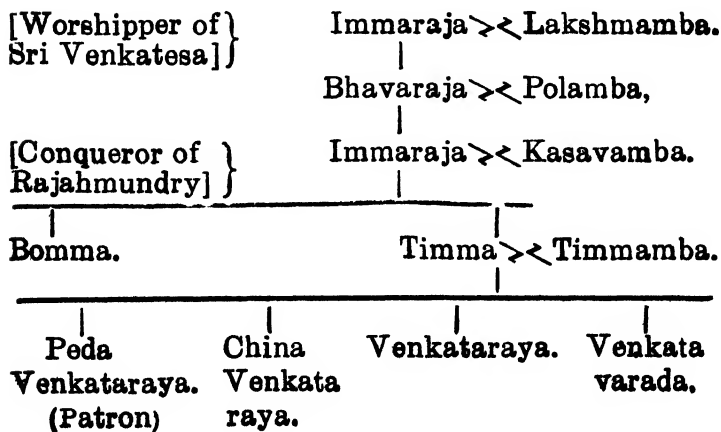 [Worshipper of Immaraja Lakshmamba.
Sri Venkatesa]
Bhavaraja Polamba,
[Conqueror of Immaraja Kasavamba.
Rajahmundry]
Bomma. Timma Timmamba.
Peda China Venkataraya. Venkata
Venkataraya. Venkata varada.
(Patron) raya.